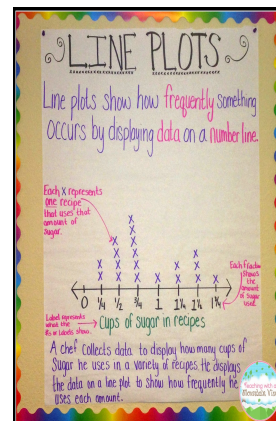 LINE PLOTS
Line plots show how frequently something
occurs by displaying data on a number line.
Each x represents
one recipe
that uses that
amount of
sugar.
Each fraction
shows
the
amount
of sugar
used.
0 1/4 1/2 3/4 1 1 1/4 1 1/2 1 3/4
Label represents
what the
#s or labels show.
Cups of sugar in recipes
A chef collects data to display how many cups of
sugar he uses in a variety of recipes. He displays
the data on a line plot to show how frequently he
uses each amount.
Teaching with a
Mountain View